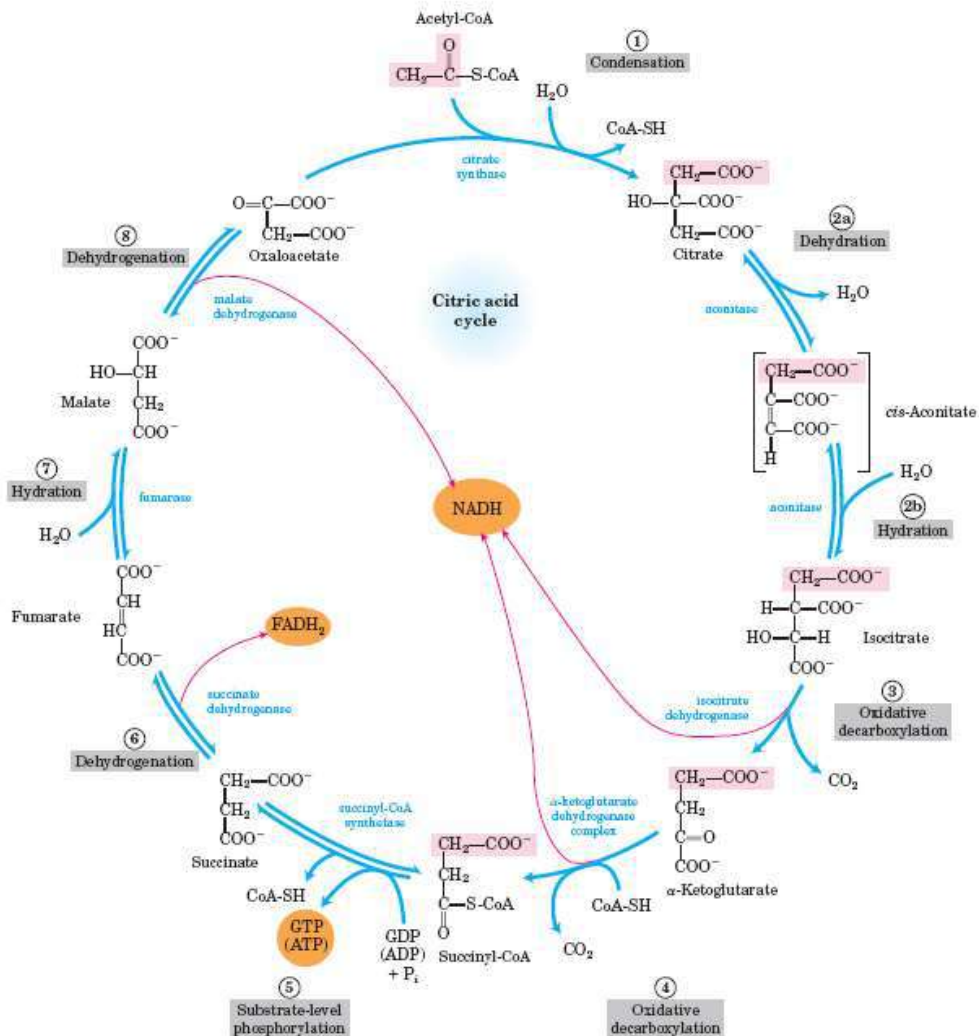 Acetyl-CoA
O
CH₂—C—S-CoA
①
Condensation
H₂O
CoA-SH
citrate
synthase
CH₂—COO⁻
HO—C—COO⁻
CH₂—COO⁻
Citrate
2a
Dehydration
H₂O
aconitase
CH₂—COO⁻
C—COO⁻
C—COO⁻
H
cis-Aconitate
H₂O
aconitase
2b
Hydration
CH₂—COO⁻
H—C—COO⁻
HO—C—H
COO⁻
Isocitrate
isocitrate
dehydrogenase
③
Oxidative
decarboxylation
CO₂
CH₂—COO⁻
CH₂
C=O
COO⁻
α-Ketoglutarate
α-ketoglutarate
dehydrogenase
complex
CoA-SH
CO₂
④
Oxidative
decarboxylation
CH₂—COO⁻
CH₂
C—S-CoA
O
Succinyl-CoA
succinyl-CoA
synthetase
GDP
(ADP)
+ Pᵢ
GTP
(ATP)
CoA-SH
⑤
Substrate-level
phosphorylation
CH₂—COO⁻
CH₂
COO⁻
Succinate
⑥
Dehydrogenation
succinate
dehydrogenase
FADH₂
COO⁻
CH
HC
COO⁻
Fumarate
⑦
Hydration
H₂O
fumarase
COO⁻
HO—CH
CH₂
COO⁻
Malate
⑧
Dehydrogenation
malate
dehydrogenase
O=C—COO⁻
CH₂—COO⁻
Oxaloacetate
Citric acid
cycle
NADH